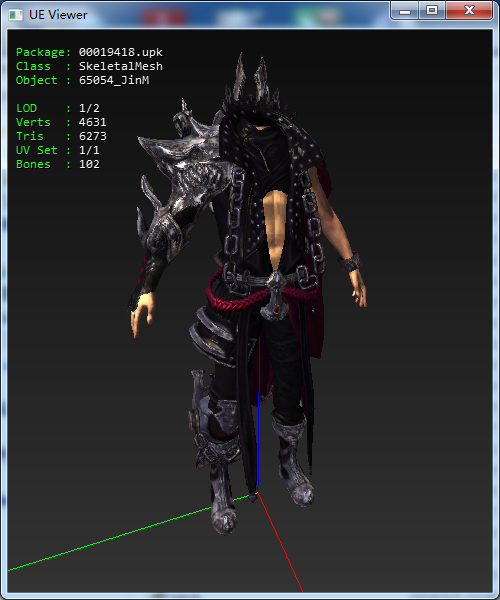 UE Viewer
Package: 00019418.upk
Class : SkeletalMesh
Object : 65054_JinM
LOD : 1/2
Verts : 4631
Tris : 6273
UV Set : 1/1
Bones : 102